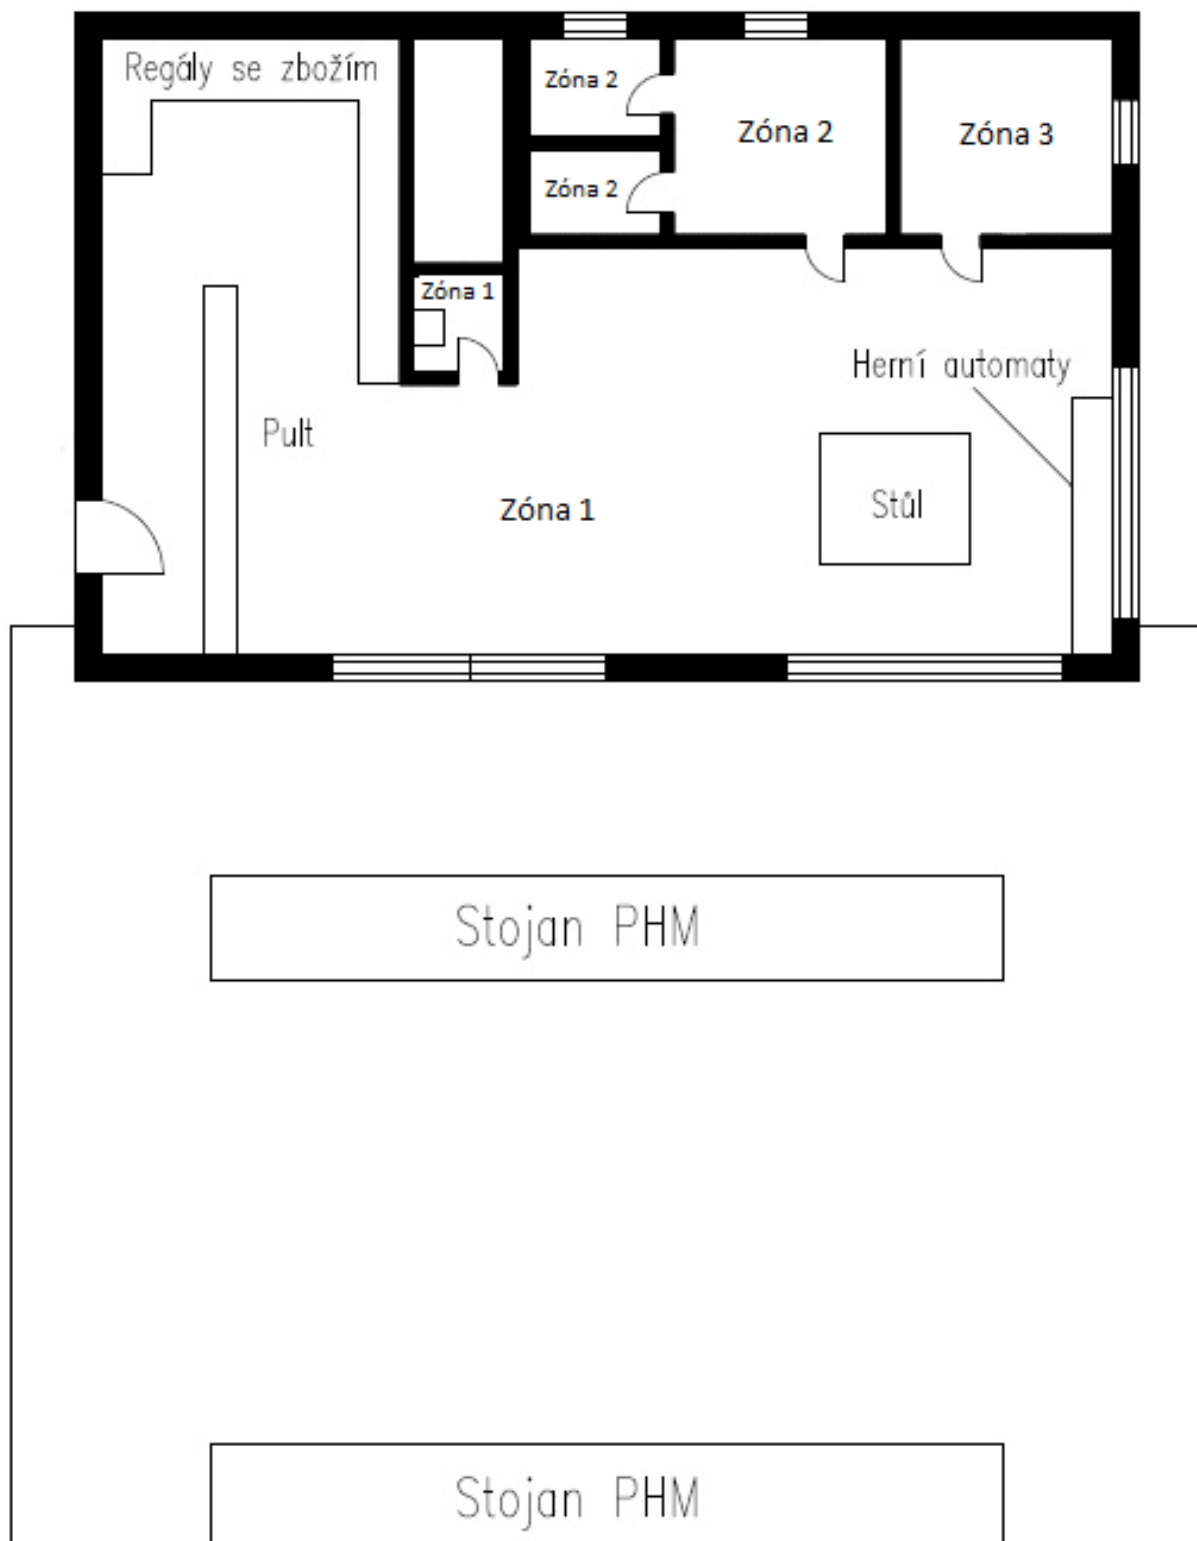 Regály se zbožím
Zóna 2
Zóna 2
Zóna 3
Zóna 2
Zóna 1
Herní automaty
Pult
Zóna 1
Stůl
Stojan PHM
Stojan PHM